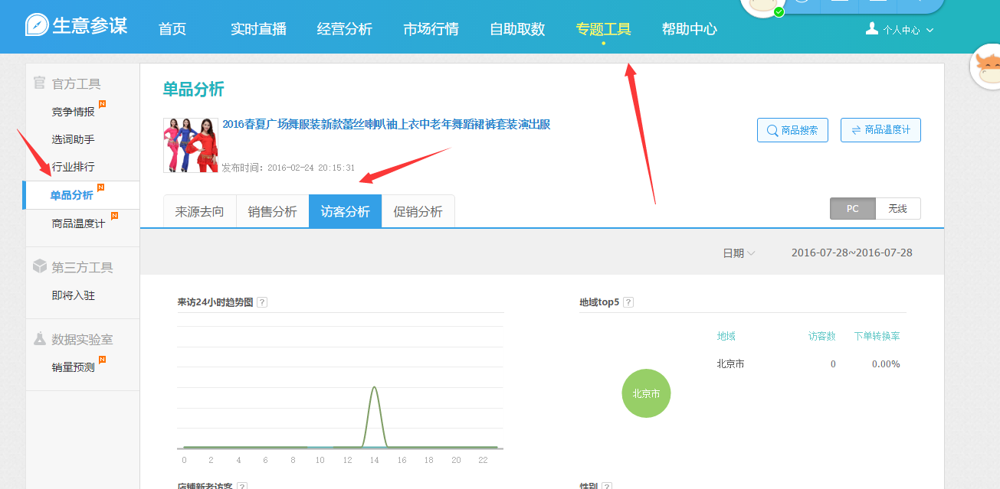 生意参谋 首页 实时直播 经营分析 市场行情 自助取数 专题工具 帮助中心 个人中心
官方工具
竞争情报 N
选词助手
行业排行
单品分析 N
商品温度计 N
第三方工具
即将入驻
数据实验室
销量预测 N
单品分析
2016春夏广场舞服装新款蕾丝喇叭袖上衣中老年舞蹈裙裤套装演出服
商品搜索 商品温度计
发布时间：2016-02-24 20:15:31
来源去向 销售分析 访客分析 促销分析 PC 无线
日期 2016-07-28~2016-07-28
来访24小时趋势图 ?
0 2 4 6 8 10 12 14 16 18 20 22
地域top5 ?
地域 访客数 下单转换率
北京市 0 0.00%
北京市
店铺新老访客 ?
性别 ?